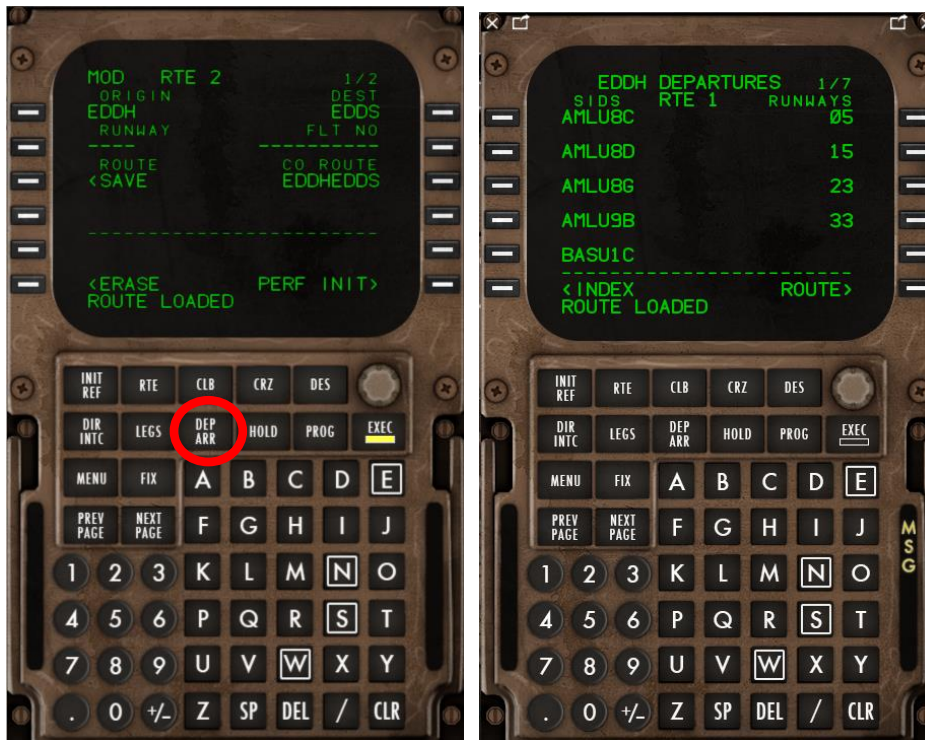 MOD RTE 2 1/2
ORIGIN DEST
EDDH EDDS
RUNWAY FLT NO
---- ----------
ROUTE CO ROUTE
<SAVE EDDHEDDS
------------------------------
<ERASE PERF INIT>
ROUTE LOADED
INIT REF RTE CLB CRZ DES
DIR INTC LEGS DEP ARR HOLD PROG EXEC
MENU FIX A B C D E
PREV PAGE NEXT PAGE F G H I J
1 2 3 K L M N O
4 5 6 P Q R S T
7 8 9 U V W X Y
. 0 +/- Z SP DEL / CLR
EDDH DEPARTURES 1/7
SIDS RTE 1 RUNWAYS
AMLU8C 05
AMLU8D 15
AMLU8G 23
AMLU9B 33
BASU1C
------------------------------
<INDEX ROUTE>
ROUTE LOADED
INIT REF RTE CLB CRZ DES
DIR INTC LEGS DEP ARR HOLD PROG EXEC
MENU FIX A B C D E
PREV PAGE NEXT PAGE F G H I J
1 2 3 K L M N O
4 5 6 P Q R S T
7 8 9 U V W X Y
. 0 +/- Z SP DEL / CLR
MSG